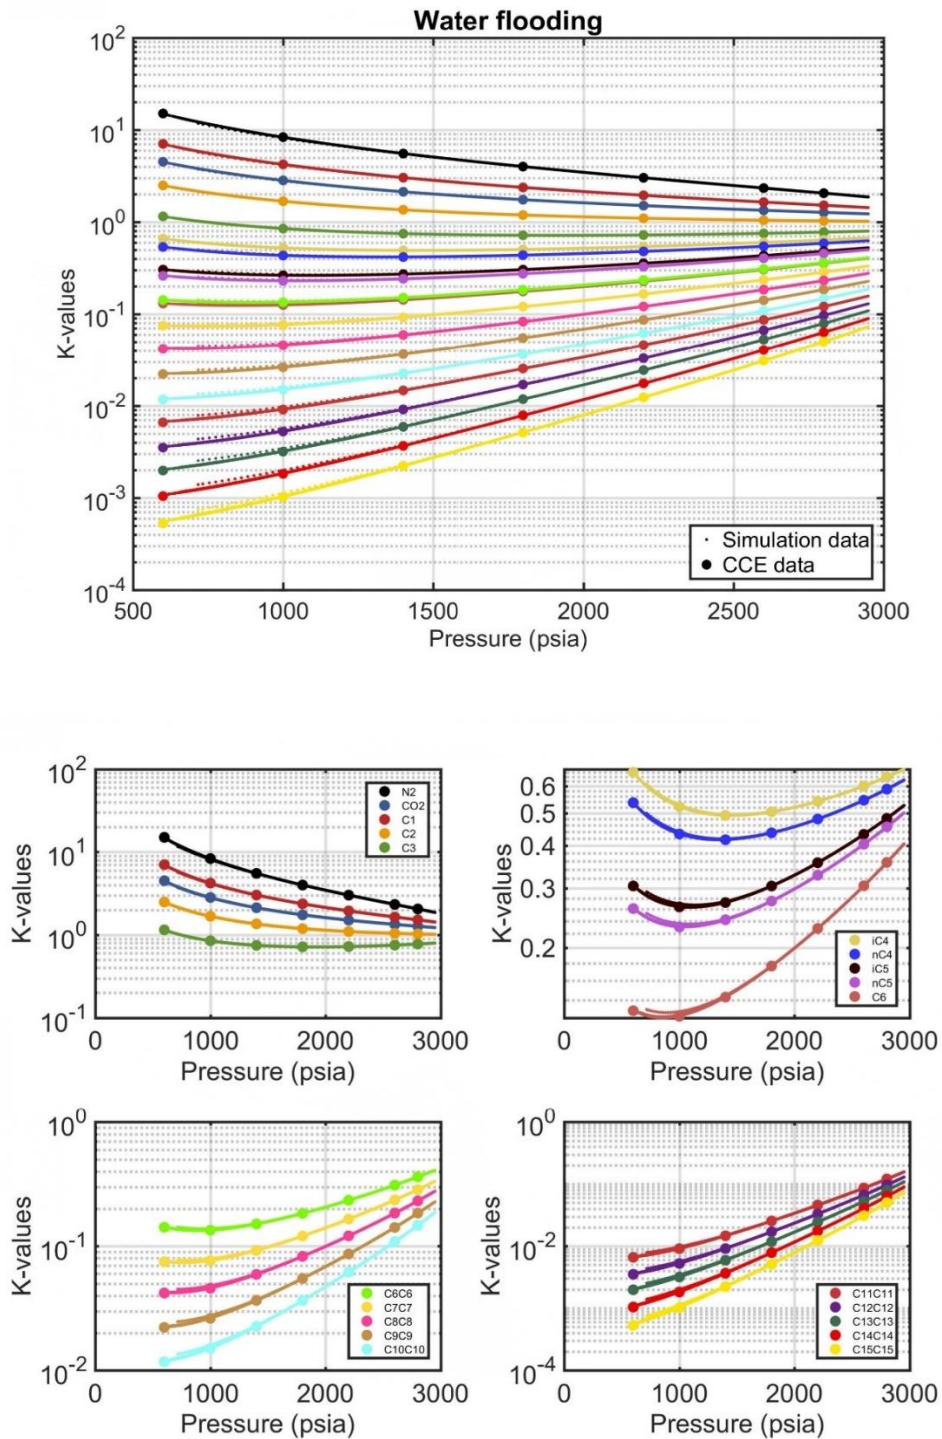 Water flooding
10^2
10^1
10^0
10^-1
10^-2
10^-3
10^-4
K-values
Simulation data
CCE data
500 1000 1500 2000 2500 3000
Pressure (psia)
10^2
10^1
10^0
10^-1
K-values
N2
CO2
C1
C2
C3
0 1000 2000 3000
Pressure (psia)
0.6
0.5
0.4
0.3
0.2
K-values
iC4
nC4
iC5
nC5
C6
0 1000 2000 3000
Pressure (psia)
10^0
10^-1
10^-2
K-values
C6C6
C7C7
C8C8
C9C9
C10C10
0 1000 2000 3000
Pressure (psia)
10^0
10^-2
10^-4
K-values
C11C11
C12C12
C13C13
C14C14
C15C15
0 1000 2000 3000
Pressure (psia)